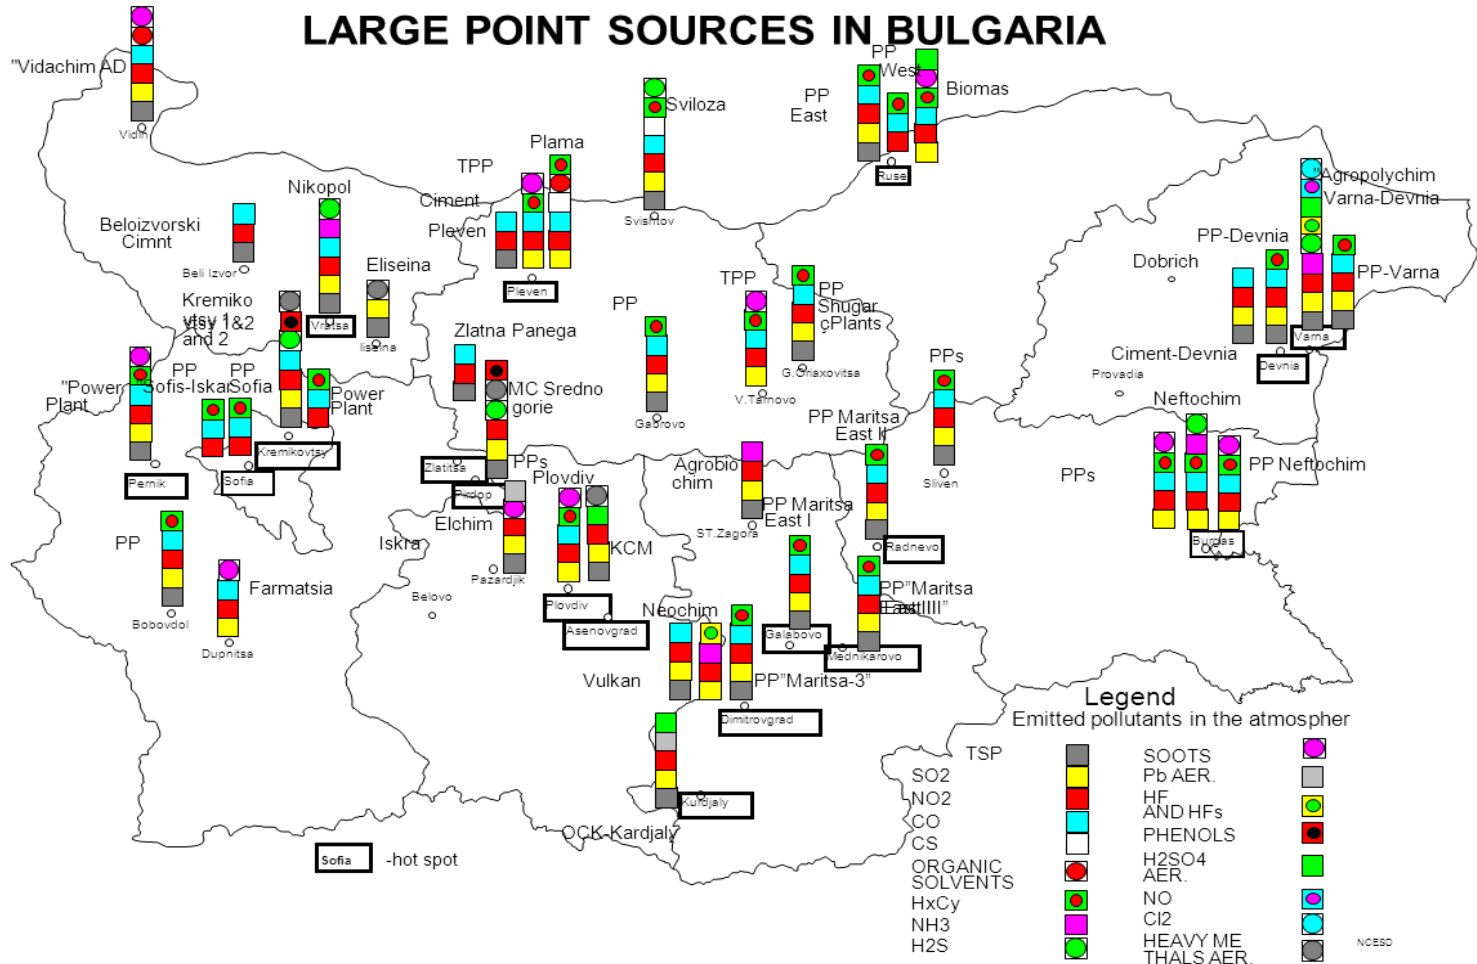 LARGE POINT SOURCES IN BULGARIA
"Vidachim AD
Vidin
Beloizvorski
Cimnt
Beli Izvor
Nikopol
Vratsa
Eliseina
Kremiko
vtsy 1&2
and 2
TPP
Plama
Ciment
Pleven
Pleven
Sviloza
Svishtov
PP
West
PP
East
Biomas
Ruse
"Agropolychim
Varna-Devnia
PP-Devnia
PP-Varna
Dobrich
Ciment-Devnia
Varna
Devnia
Provadia
Neftochim
PPs
PP Neftochim
Burgas
PP
Gabrovo
TPP
V.Tarnovo
PP
Shugar
çPlants
G.Oriaxovitsa
PPs
Sliven
Zlatna Panega
MC Sredno
gorie
Zlatitsa
Pirdop
"Power
Plant
Pernik
PP
"Sofis-Iskar
PP
Sofia
Sofia
Power
Plant
Kremikovtsy
PP
Bobovdol
Farmatsia
Dupnitsa
PPs
Plovdiv
Elchim
Iskra
KCM
Pazardjik
Belovo
Plovdiv
Asenovgrad
Agrobio
chim
ST.Zagora
PP Maritsa
East II
Radnevo
PP Maritsa
East I
Galabovo
PP"Maritsa
Mednikarovo
Neochim
Vulkan
PP"Maritsa-3"
Dimitrovgrad
Kurdjaly
OCK-Kardjaly
Sofia
-hot spot
Legend
Emitted pollutants in the atmospher
TSP
SO2
NO2
CO
CS
ORGANIC
SOLVENTS
HxCy
NH3
H2S
SOOTS
Pb AER.
HF
AND HFs
PHENOLS
H2SO4
AER.
NO
Cl2
HEAVY ME
THALS AER.
NCESD